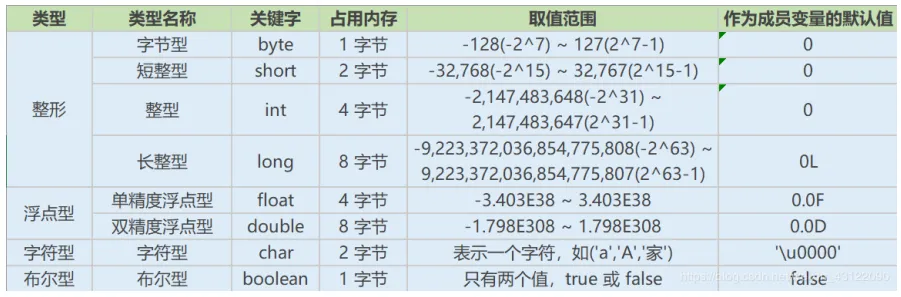 类型 类型名称 关键字 占用内存 取值范围 作为成员变量的默认值
字节型 byte 1 字节 -128(-2^7) ~ 127(2^7-1) 0
短整型 short 2 字节 -32,768(-2^15) ~ 32,767(2^15-1) 0
整形 整型 int 4 字节 -2,147,483,648(-2^31) ~
2,147,483,647(2^31-1) 0
长整型 long 8 字节 -9,223,372,036,854,775,808(-2^63) ~
9,223,372,036,854,775,807(2^63-1) 0L
浮点型 单精度浮点型 float 4 字节 -3.403E38 ~ 3.403E38 0.0F
双精度浮点型 double 8 字节 -1.798E308 ~ 1.798E308 0.0D
字符型 字符型 char 2 字节 表示一个字符，如('a','A','家') '\u0000'
布尔型 布尔型 boolean 1 字节 只有两个值，true 或 false false